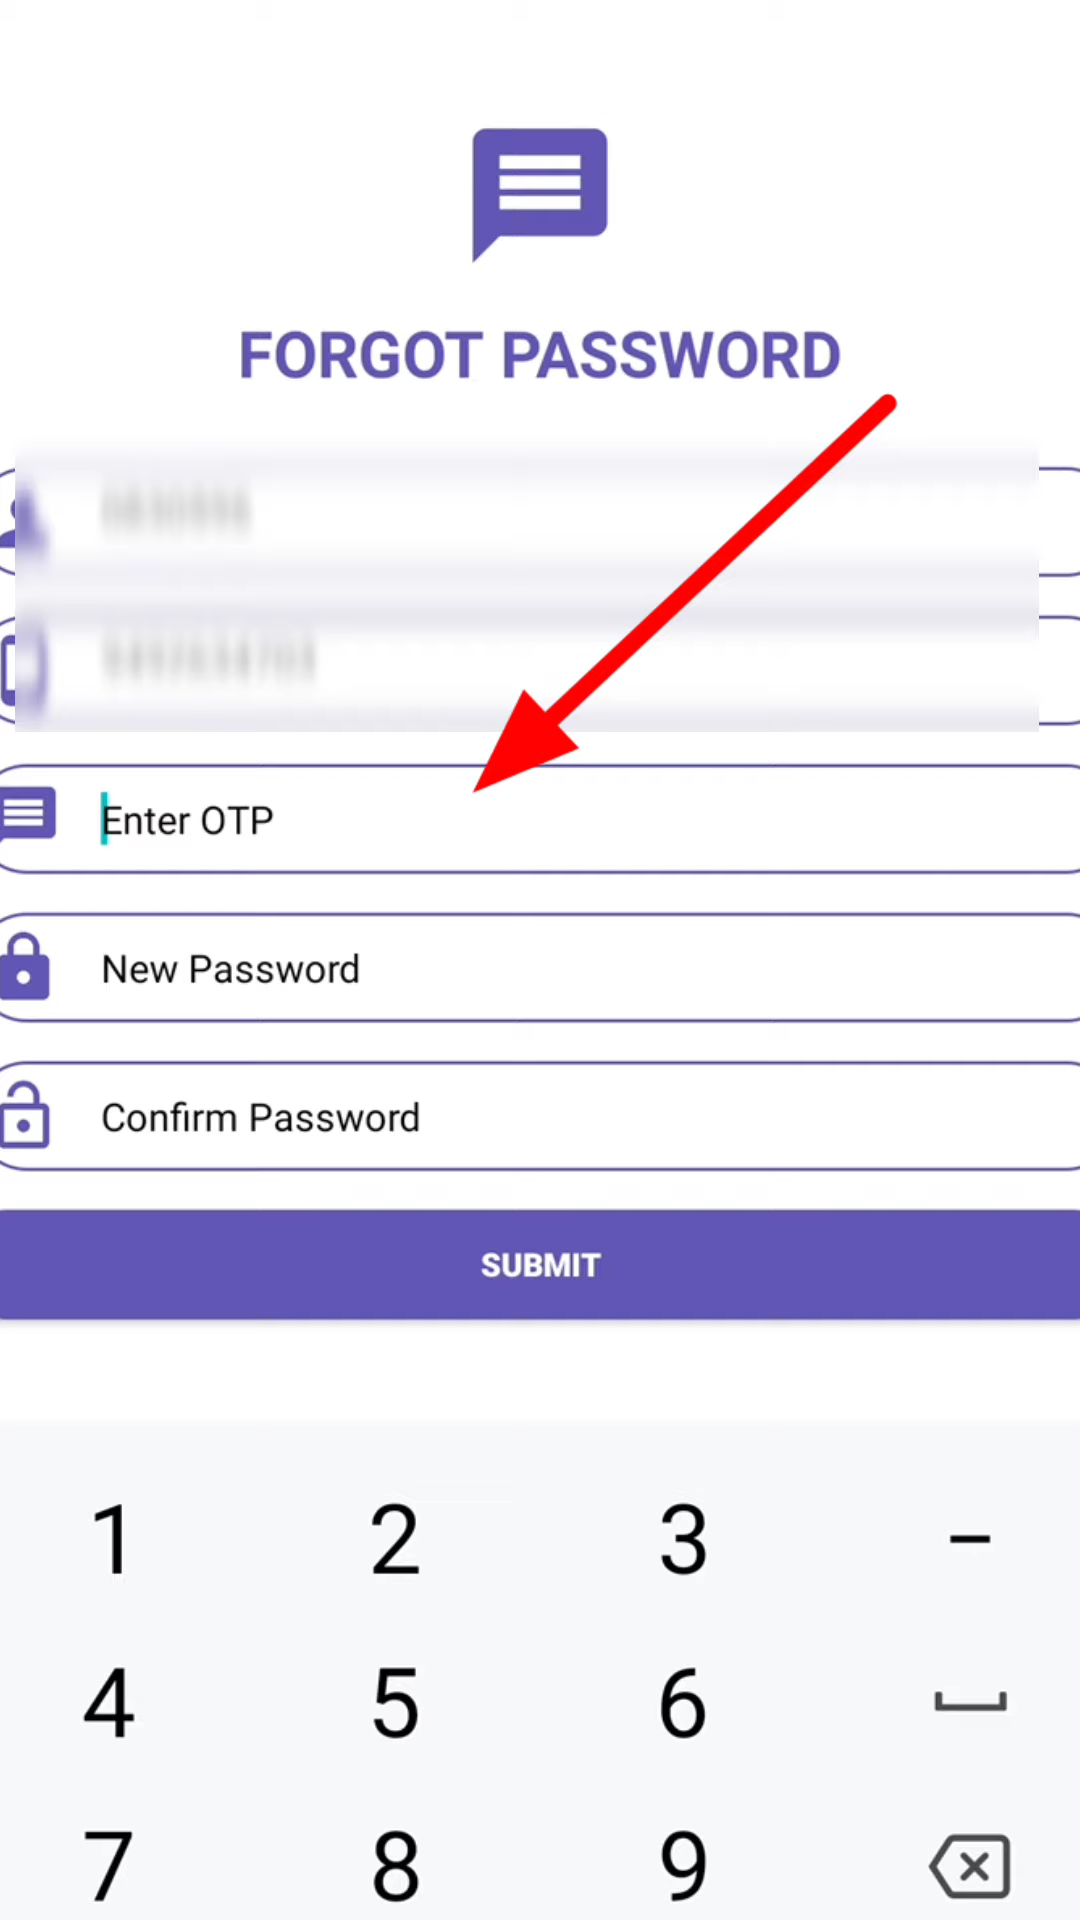 FORGOT PASSWORD
Enter OTP
New Password
Confirm Password
SUBMIT
1 2 3 -
4 5 6
7 8 9